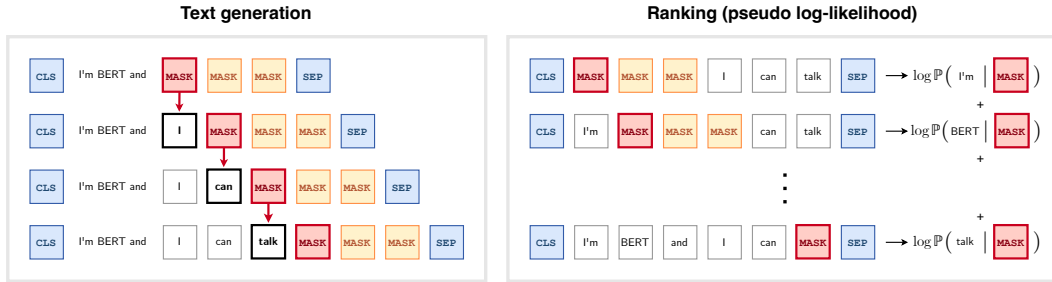 Text generation
CLS I'm BERT and MASK MASK MASK SEP
CLS I'm BERT and I MASK MASK MASK SEP
CLS I'm BERT and I can MASK MASK MASK SEP
CLS I'm BERT and I can talk MASK MASK MASK SEP
Ranking (pseudo log-likelihood)
CLS MASK MASK MASK I can talk SEP → log ℙ( I'm | MASK )
+
CLS I'm MASK MASK MASK can talk SEP → log ℙ( BERT | MASK )
+
⋮
+
CLS I'm BERT and I can MASK SEP → log ℙ( talk | MASK )